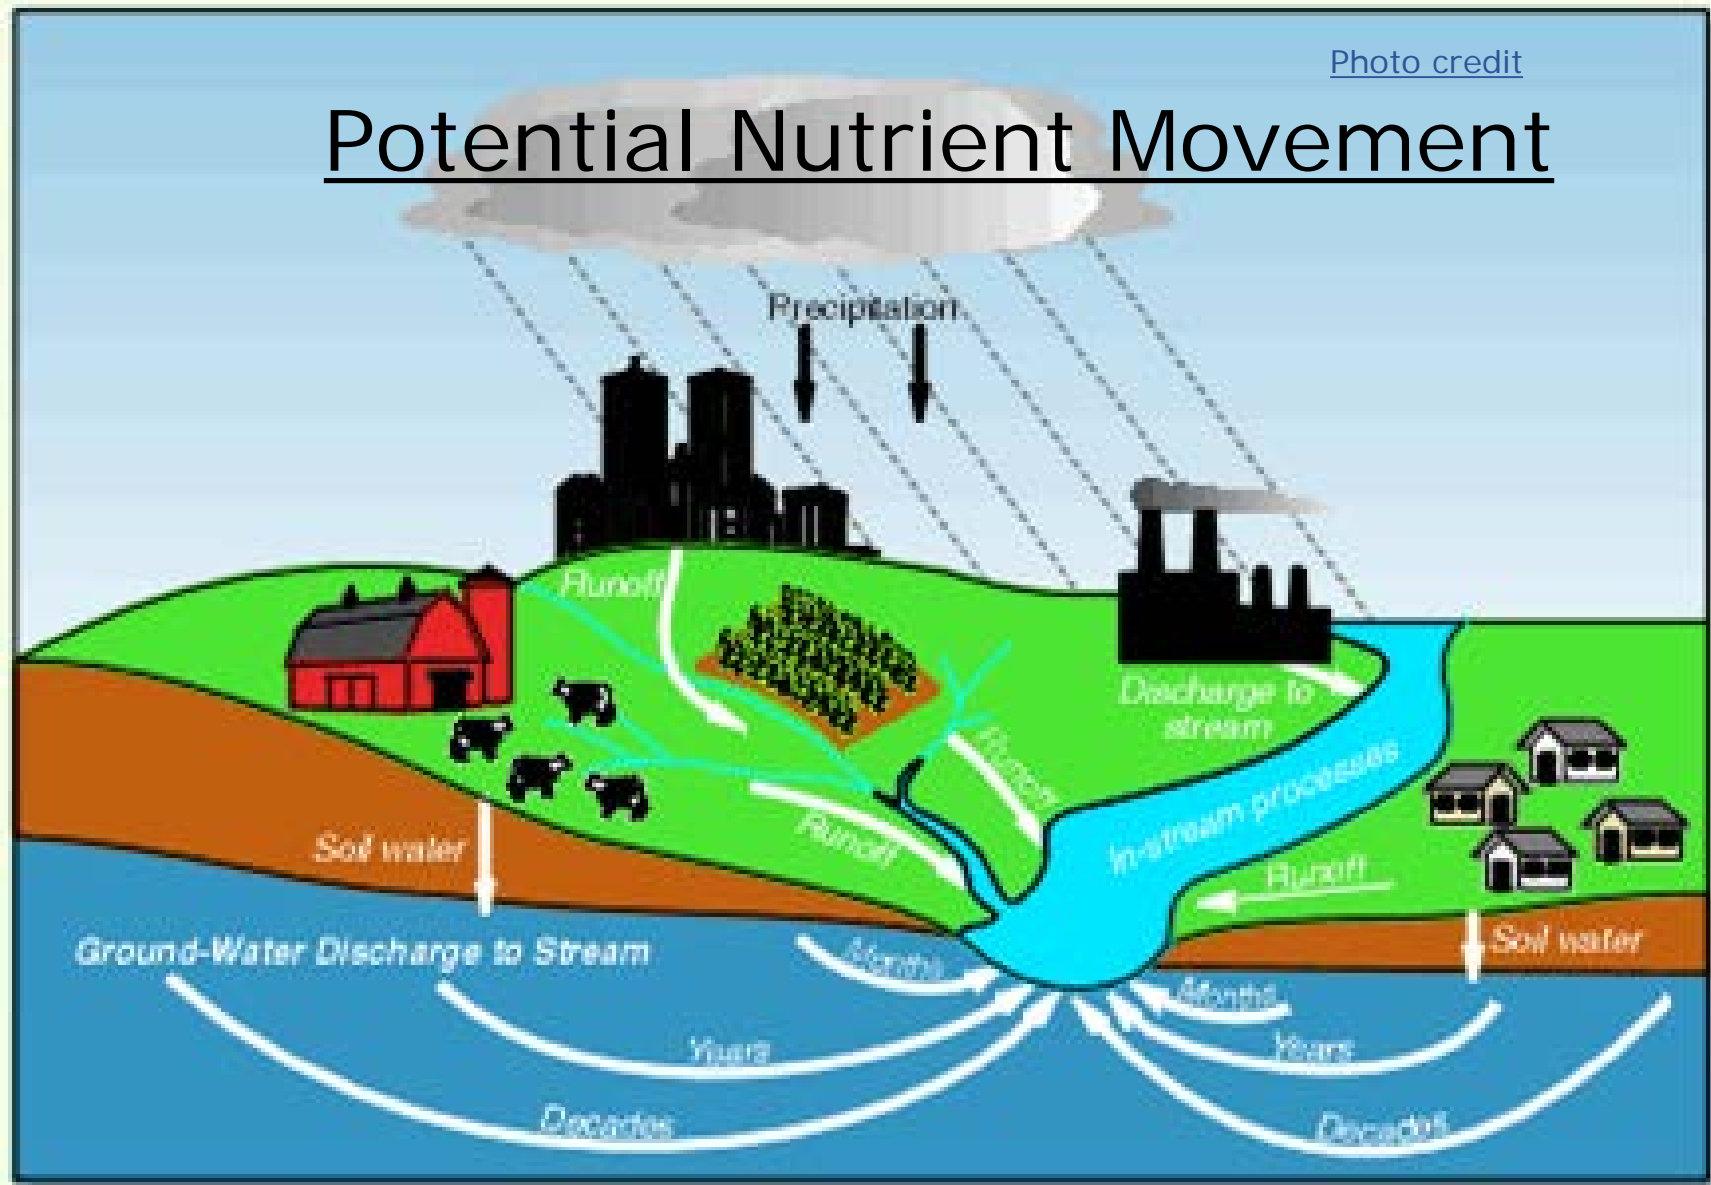 Photo credit
Potential Nutrient Movement
Precipitation
Runoff
Discharge to
stream
Runoff
In-stream processes
Runoff
Runoff
Soil water
Soil water
Ground-Water Discharge to Stream
Months
Months
Years
Years
Decades
Decades